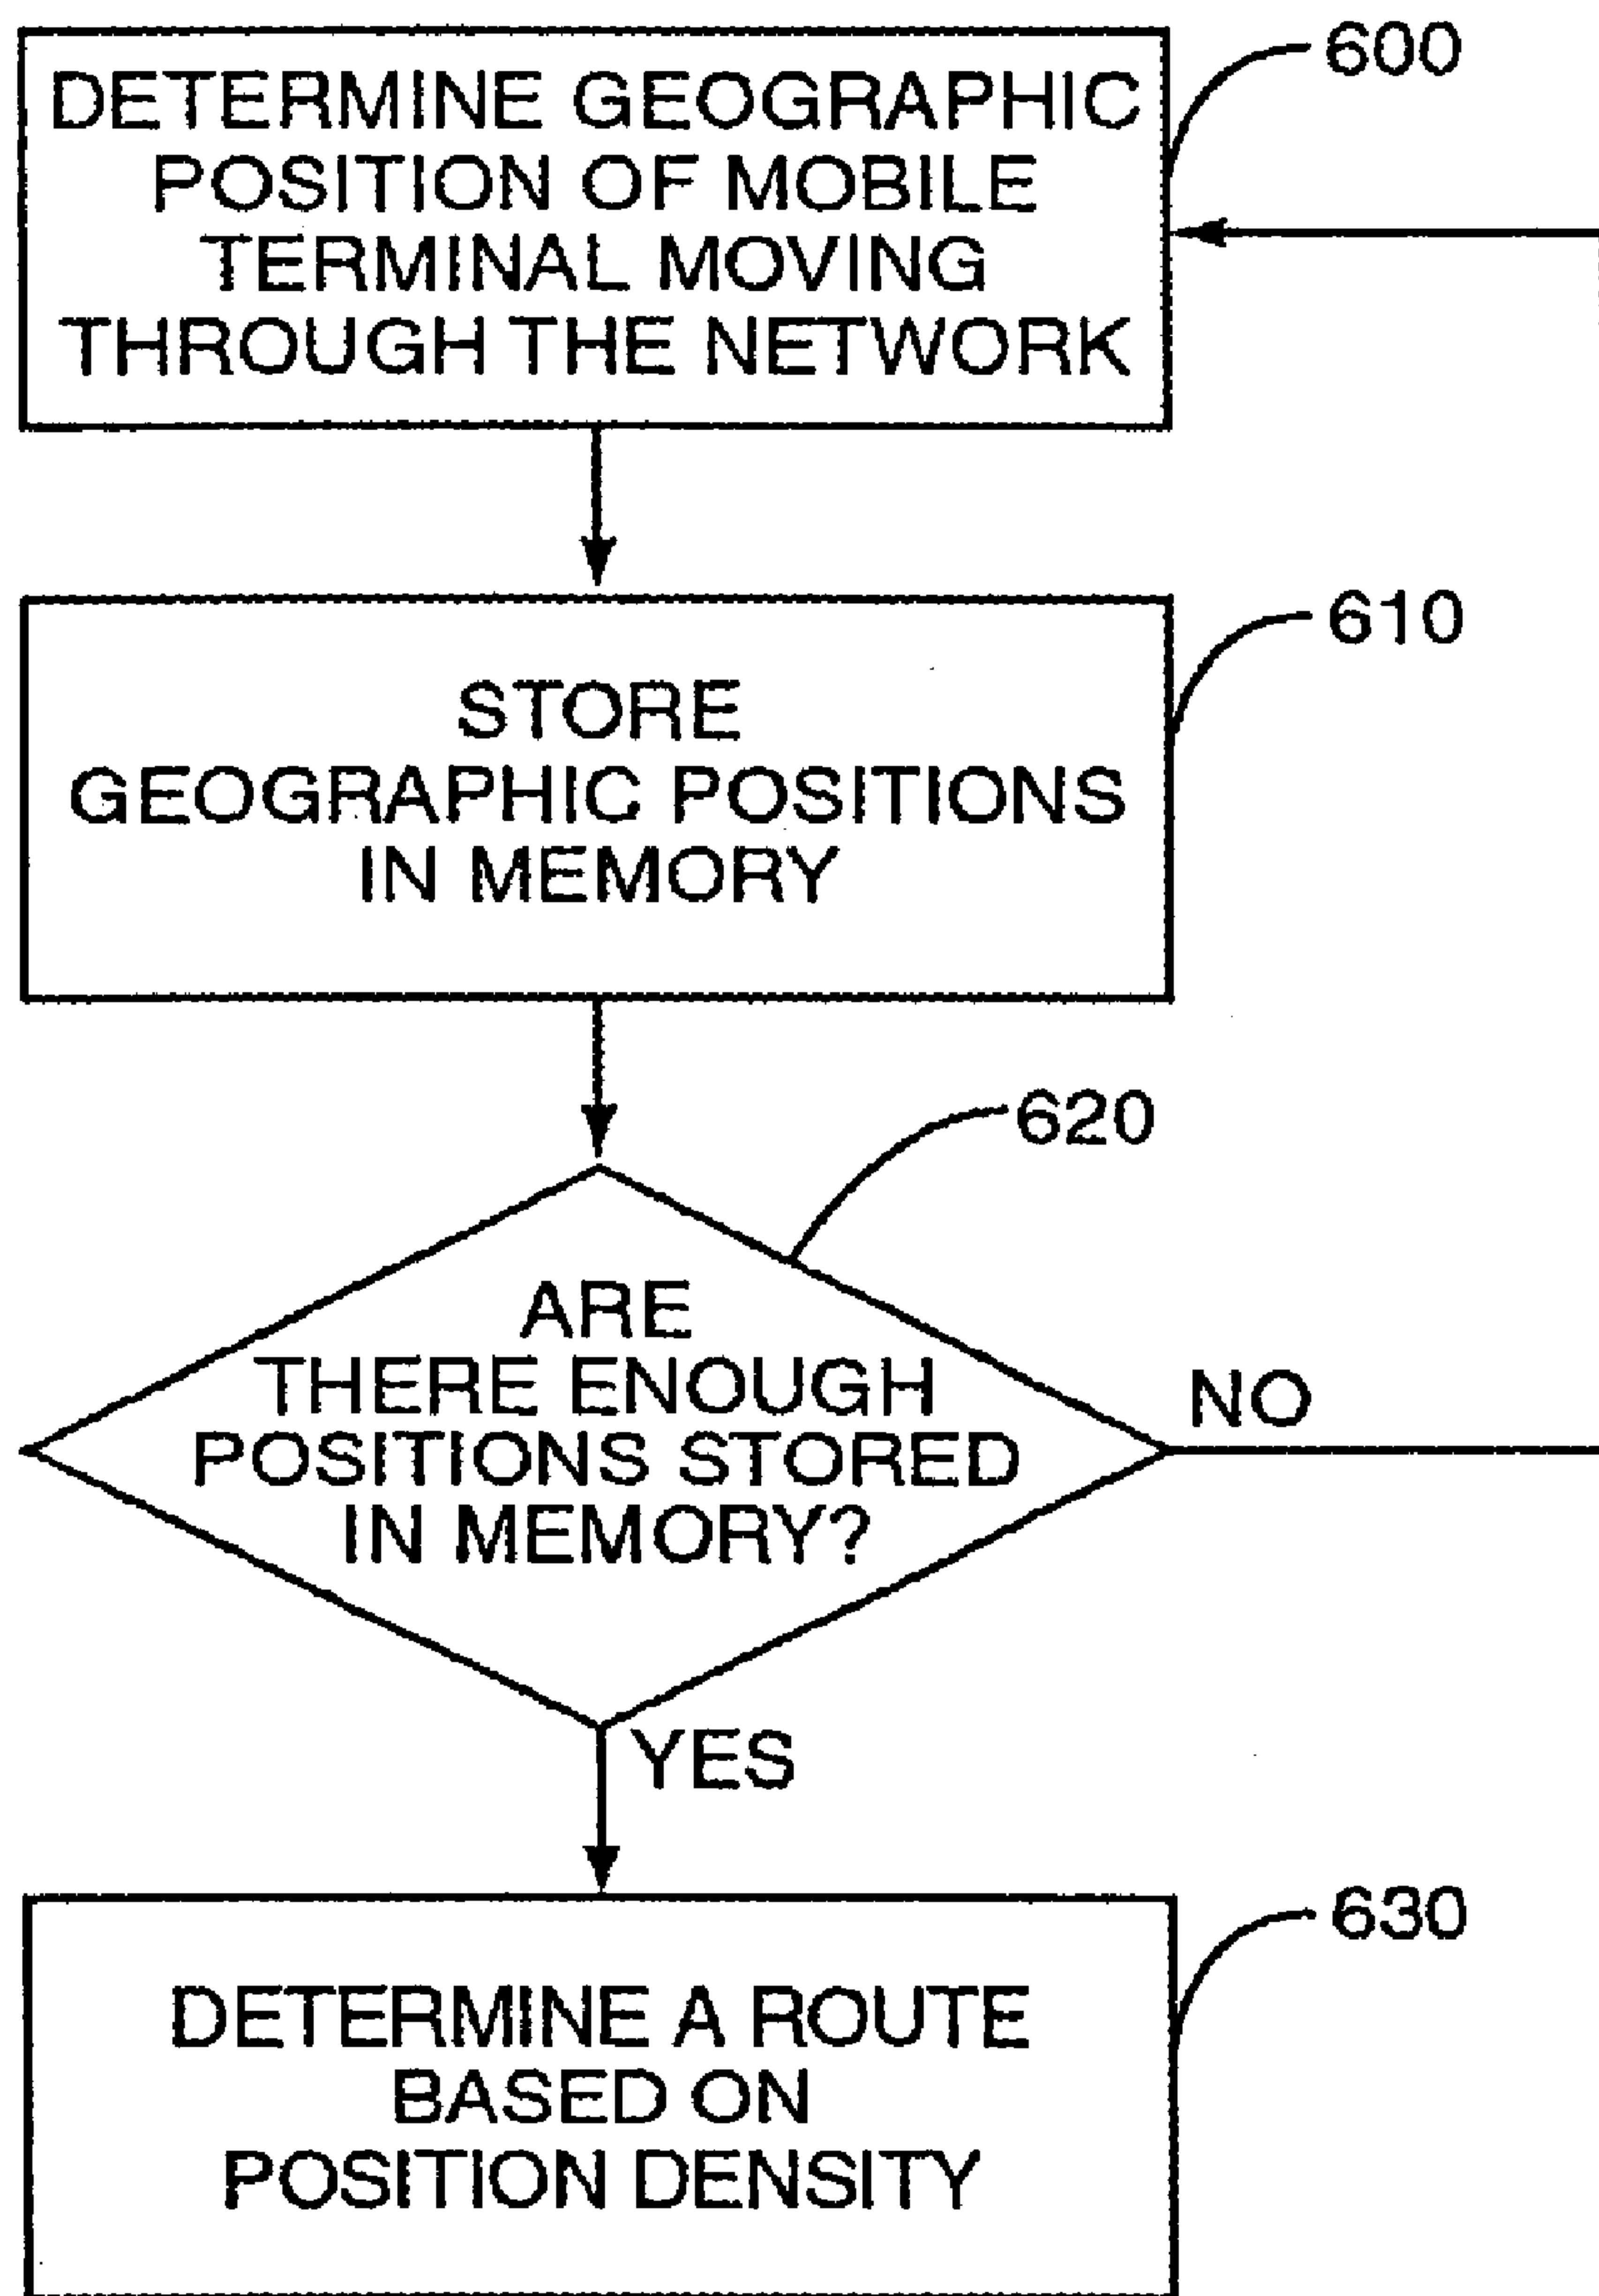 600
DETERMINE GEOGRAPHIC
POSITION OF MOBILE
TERMINAL MOVING
THROUGH THE NETWORK
610
STORE
GEOGRAPHIC POSITIONS
IN MEMORY
620
ARE
THERE ENOUGH
POSITIONS STORED
IN MEMORY?
NO
YES
630
DETERMINE A ROUTE
BASED ON
POSITION DENSITY